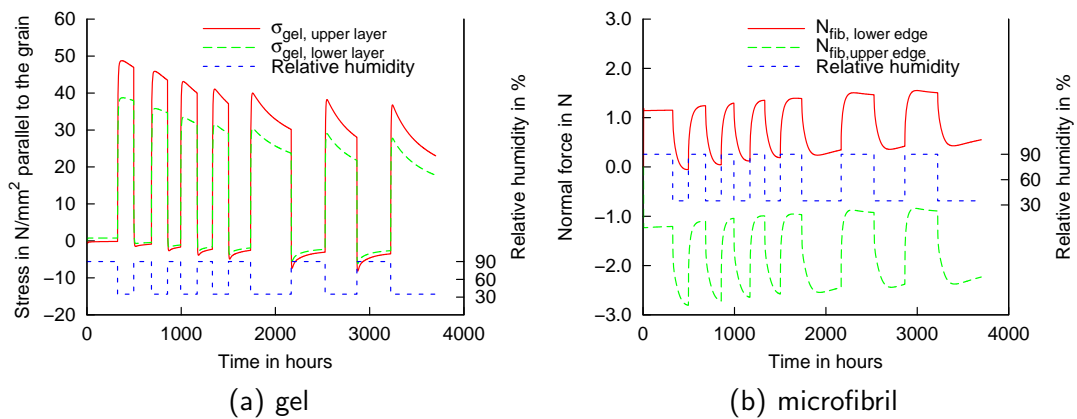 60
50
40
30
20
10
0
-10
-20
0
1000
2000
3000
4000
90
60
30
Stress in N/mm² parallel to the grain
Relative humidity in %
Time in hours
σgel, upper layer
σgel, lower layer
Relative humidity
(a) gel
3.0
2.0
1.0
0.0
-1.0
-2.0
-3.0
0
1000
2000
3000
4000
90
60
30
Normal force in N
Relative humidity in %
Time in hours
Nfib, lower edge
Nfib,upper edge
Relative humidity
(b) microfibril